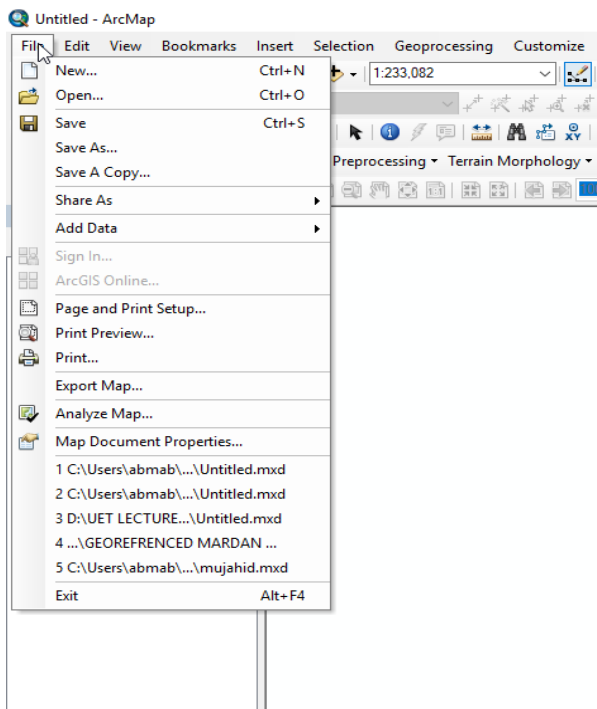 Untitled - ArcMap
File Edit View Bookmarks Insert Selection Geoprocessing Customize
1:233,082
New... Ctrl+N
Open... Ctrl+O
Save Ctrl+S
Save As...
Save A Copy...
Preprocessing Terrain Morphology
Share As
Add Data
Sign In...
ArcGIS Online...
Page and Print Setup...
Print Preview...
Print...
Export Map...
Analyze Map...
Map Document Properties...
1 C:\Users\abmab\...\Untitled.mxd
2 C:\Users\abmab\...\Untitled.mxd
3 D:\UET LECTURE...\Untitled.mxd
4 ...\GEOREFRENCED MARDAN ...
5 C:\Users\abmab\...\mujahid.mxd
Exit Alt+F4